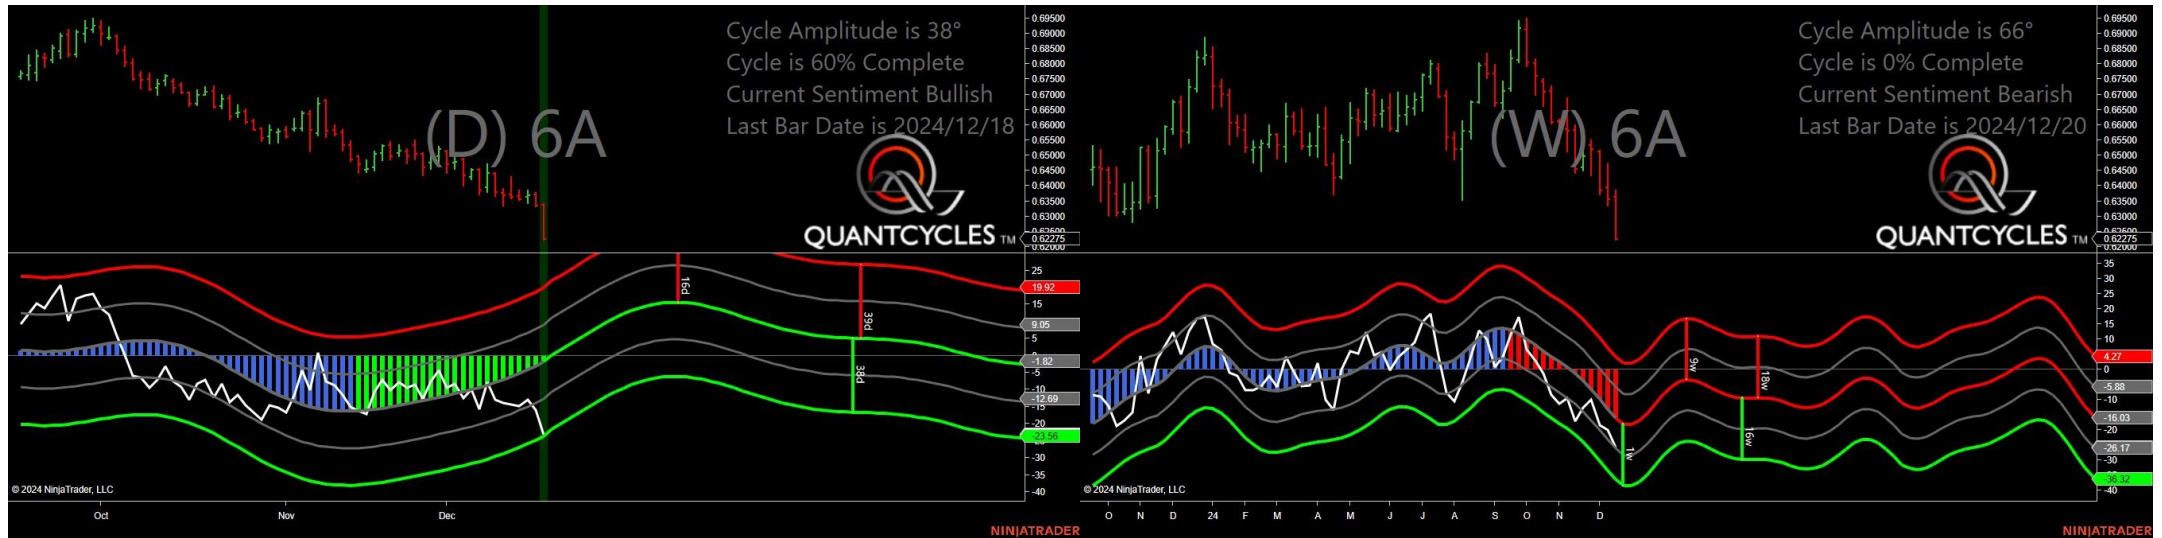 Cycle Amplitude is 38°
Cycle is 60% Complete
Current Sentiment Bullish
Last Bar Date is 2024/12/18
(D) 6A
QUANTCYCLES TM
0.69500
0.69000
0.68500
0.68000
0.67500
0.67000
0.66500
0.66000
0.65500
0.65000
0.64500
0.64000
0.63500
0.63000
0.62275
25
19.92
15
9.05
5
-1.82
-5
-10
-12.69
-15
-20
-23.56
-30
-35
-40
16d
39d
38d
© 2024 NinjaTrader, LLC
Oct
Nov
Dec
NINJATRADER
Cycle Amplitude is 66°
Cycle is 0% Complete
Current Sentiment Bearish
Last Bar Date is 2024/12/20
(W) 6A
QUANTCYCLES TM
0.69500
0.69000
0.68500
0.68000
0.67500
0.67000
0.66500
0.66000
0.65500
0.65000
0.64500
0.64000
0.63500
0.63000
0.62275
35
30
25
20
15
10
4.27
0
-5.88
-10
-16.03
-20
-26.17
-30
-36.32
-40
9w
18w
1w
16w
© 2024 NinjaTrader, LLC
O N D 24 F M A M J J A S O N D
NINJATRADER